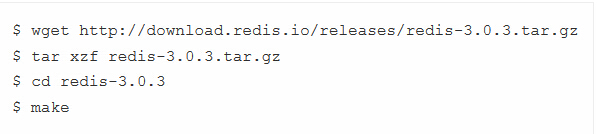 $ wget http://download.redis.io/releases/redis-3.0.3.tar.gz
$ tar xzf redis-3.0.3.tar.gz
$ cd redis-3.0.3
$ make